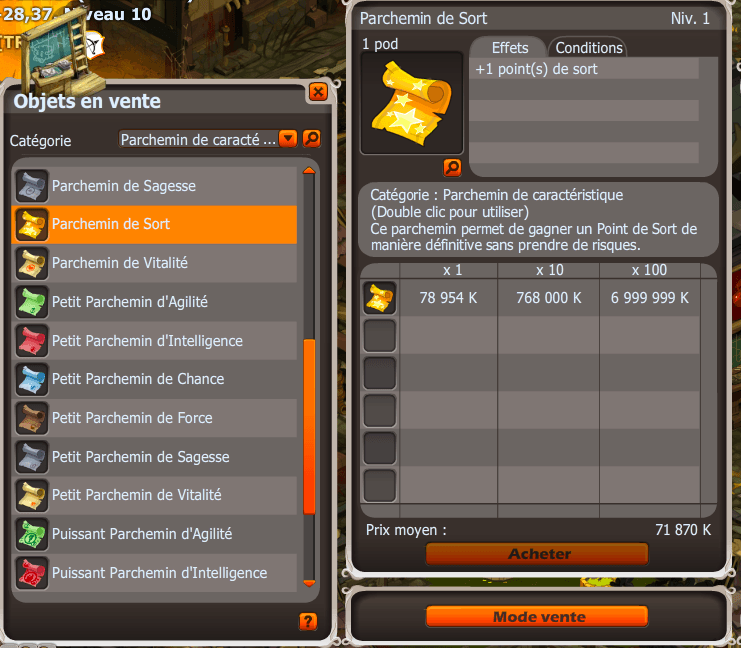 -28,37, Niveau 10
Objets en vente
Catégorie
Parchemin de caracté ...
Parchemin de Sagesse
Parchemin de Sort
Parchemin de Vitalité
Petit Parchemin d'Agilité
Petit Parchemin d'Intelligence
Petit Parchemin de Chance
Petit Parchemin de Force
Petit Parchemin de Sagesse
Petit Parchemin de Vitalité
Puissant Parchemin d'Agilité
Puissant Parchemin d'Intelligence
?
Parchemin de Sort Niv. 1
1 pod
Effets Conditions
+1 point(s) de sort
Catégorie : Parchemin de caractéristique
(Double clic pour utiliser)
Ce parchemin permet de gagner un Point de Sort de
manière définitive sans prendre de risques.
x 1 x 10 x 100
78 954 K 768 000 K 6 999 999 K
Prix moyen : 71 870 K
Acheter
Mode vente